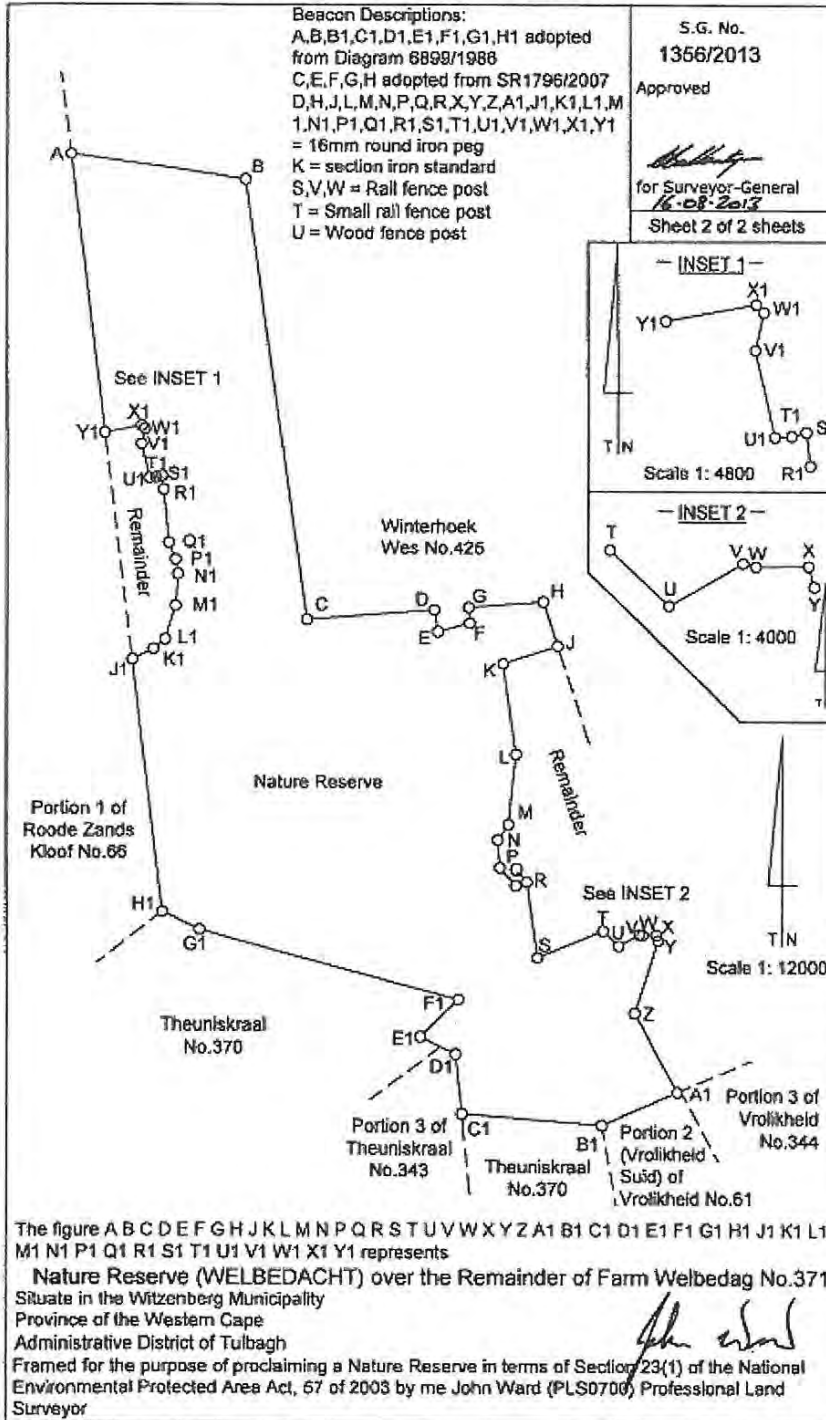 Beacon Descriptions:
A,B,B1,C1,D1,E1,F1,G1,H1 adopted
from Diagram 6899/1986
C,E,F,G,H adopted from SR1796/2007
D,H,J,L,M,N,P,Q,R,X,Y,Z,A1,J1,K1,L1,M
1,N1,P1,Q1,R1,S1,T1,U1,V1,W1,X1,Y1
= 16mm round iron peg
K = section iron standard
S,V,W = Rail fence post
T = Small rail fence post
U = Wood fence post
S.G. No.
1356/2013
Approved
for Surveyor-General
16-08-2013
Sheet 2 of 2 sheets
— INSET 1 —
X1
W1
Y1
V1
T1
S
U1
R1
T N
Scale 1: 4800
— INSET 2 —
T
V W
X
U
Y
Scale 1: 4000
T
A
B
See INSET 1
X1
W1
Y1
V1
T1
U1
S1
R1
Remainder
Q1
P1
N1
M1
L1
K1
J1
Winterhoek
Wes No.425
C
D
G
H
E
F
J
K
L
Remainder
M
N
P
Q
R
Nature Reserve
Portion 1 of
Roode Zands
Kloof No.66
H1
G1
See INSET 2
T
U
V
W
X
Y
S
Z
T N
Scale 1: 12000
F1
E1
D1
Theuniskraal
No.370
A1
C1
B1
Portion 3 of
Theuniskraal
No.343
Theuniskraal
No.370
Portion 2
(Vrolikheid
Suid) of
Vrolikheid No.61
Portion 3 of
Vrolikheid
No.344
The figure A B C D E F G H J K L M N P Q R S T U V W X Y Z A1 B1 C1 D1 E1 F1 G1 H1 J1 K1 L1
M1 N1 P1 Q1 R1 S1 T1 U1 V1 W1 X1 Y1 represents
Nature Reserve (WELBEDACHT) over the Remainder of Farm Welbedag No.371
Situate in the Witzenberg Municipality
Province of the Western Cape
Administrative District of Tulbagh
Framed for the purpose of proclaiming a Nature Reserve in terms of Section 23(1) of the National
Environmental Protected Area Act, 57 of 2003 by me John Ward (PLS0700) Professional Land
Surveyor